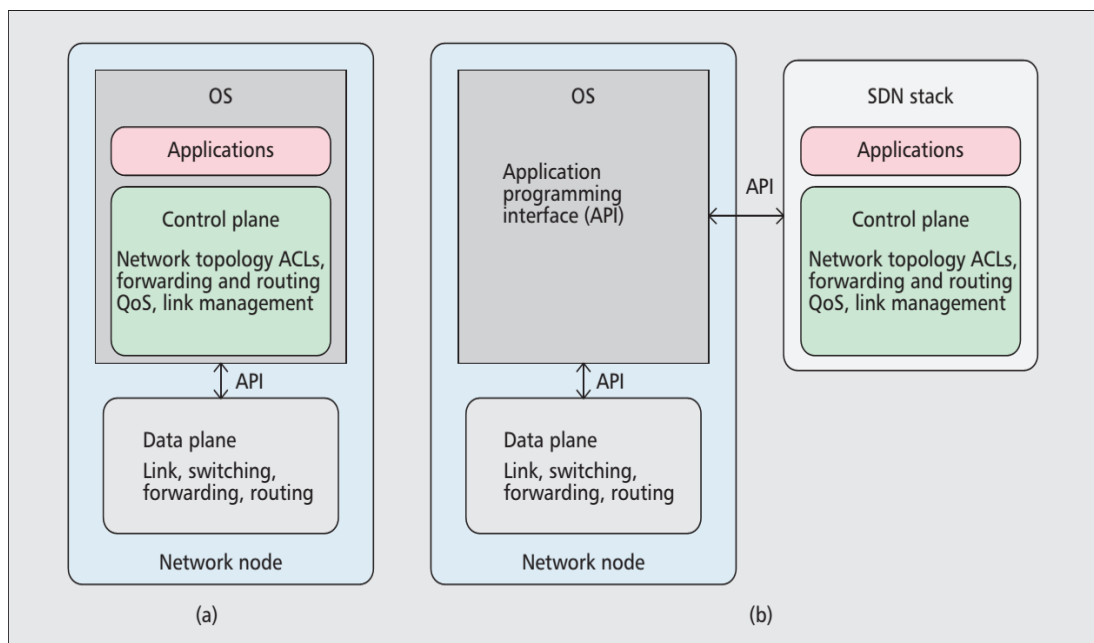 OS
Applications
Control plane
Network topology ACLs,
forwarding and routing
QoS, link management
API
Data plane
Link, switching,
forwarding, routing
Network node
(a)
OS
Application
programming
interface (API)
API
Data plane
Link, switching,
forwarding, routing
Network node
API
SDN stack
Applications
Control plane
Network topology ACLs,
forwarding and routing
QoS, link management
(b)